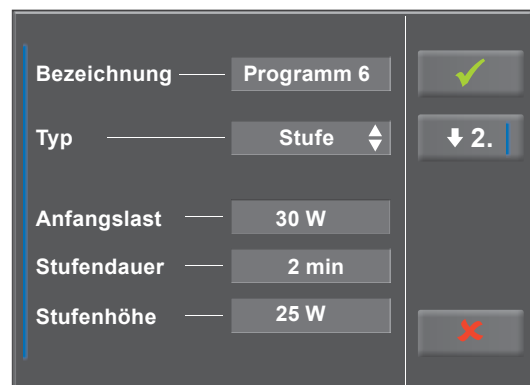 Bezeichnung Programm 6
Typ Stufe
2.
Anfangslast 30 W
Stufendauer 2 min
Stufenhöhe 25 W